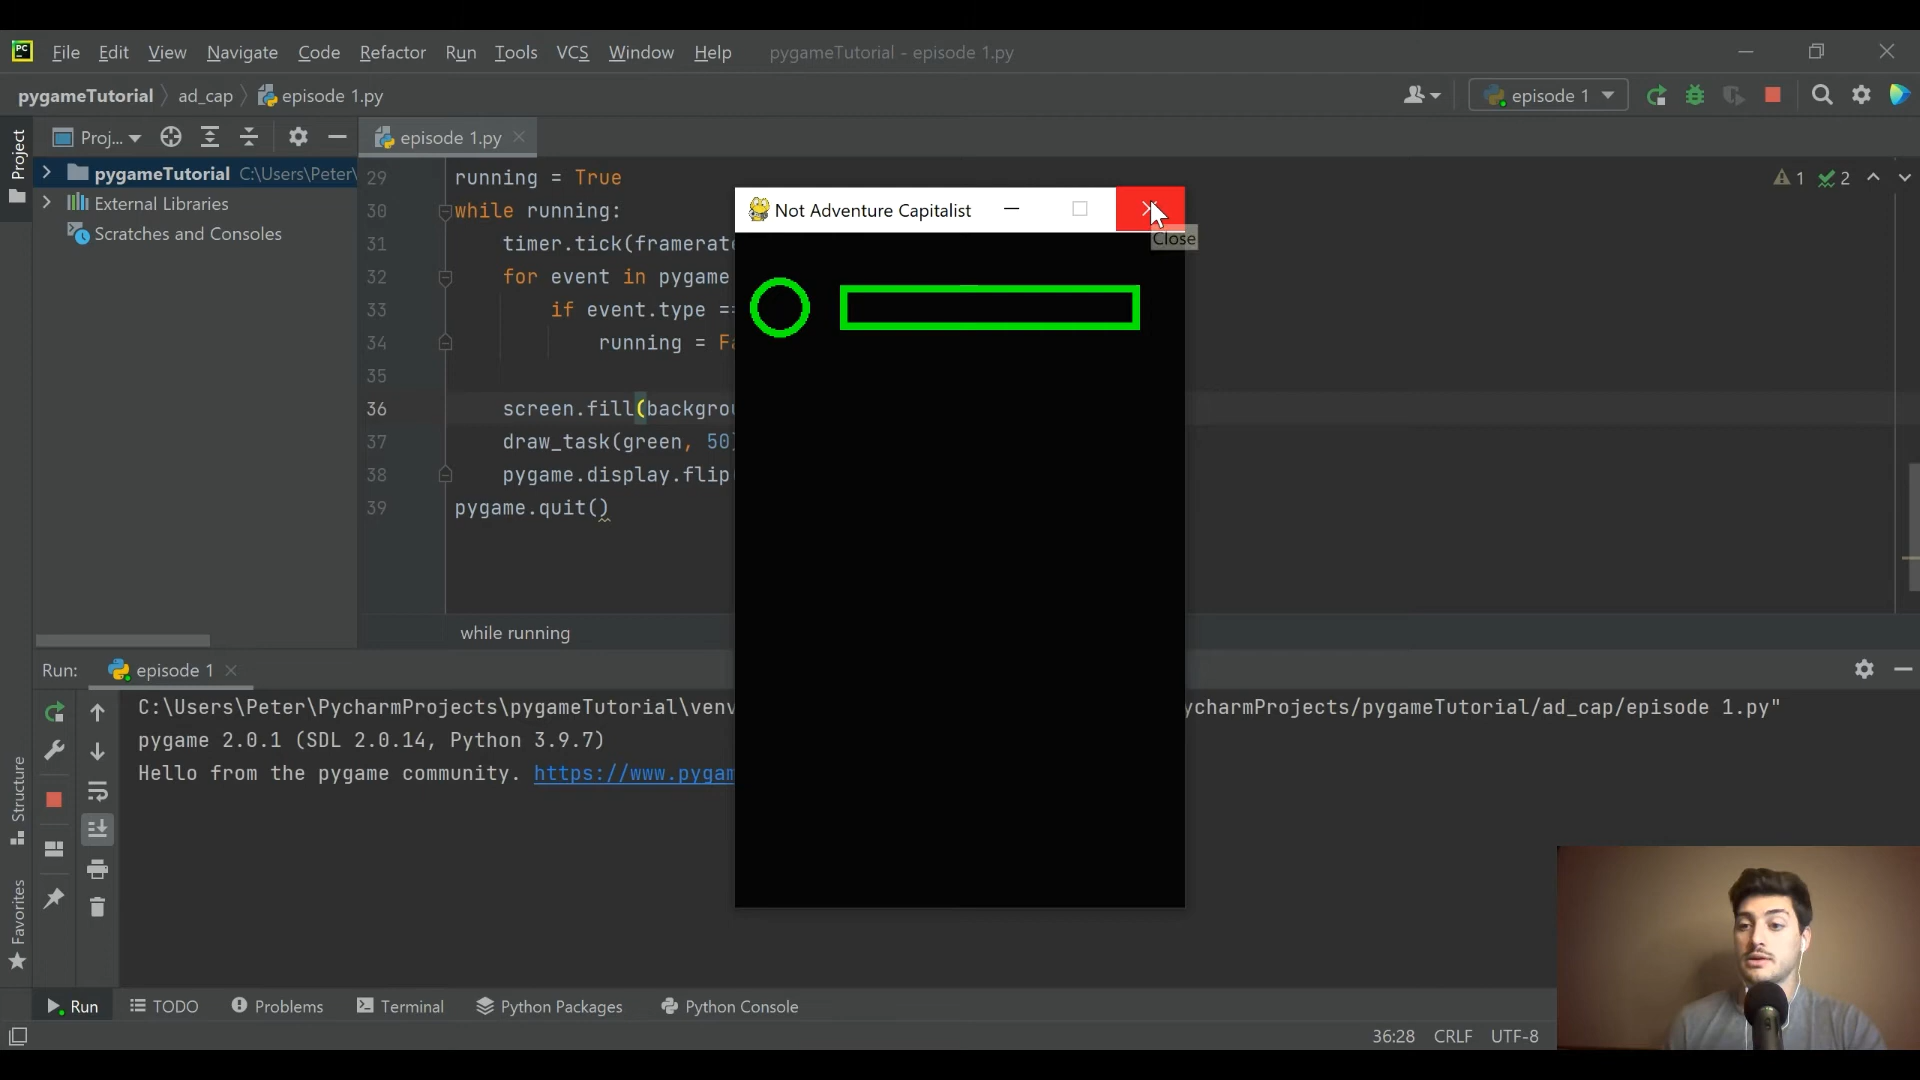 File Edit View Navigate Code Refactor Run Tools VCS Window Help pygameTutorial - episode 1.py
pygameTutorial ad_cap episode 1.py episode 1
Project
Proj... episode 1.py
pygameTutorial C:\Users\Peter\
External Libraries
Scratches and Consoles
29 running = True
30 while running:
31 timer.tick(framerate
32 for event in pygame
33 if event.type ==
34 running = Fa
35
36 screen.fill(backgrou
37 draw_task(green, 50)
38 pygame.display.flip(
39 pygame.quit()
1 2
Not Adventure Capitalist
Close
while running
Run: episode 1
C:\Users\Peter\PycharmProjects\pygameTutorial\venv ycharmProjects/pygameTutorial/ad_cap/episode 1.py"
pygame 2.0.1 (SDL 2.0.14, Python 3.9.7)
Hello from the pygame community. https://www.pygam
Structure
Favorites
Run TODO Problems Terminal Python Packages Python Console
36:28 CRLF UTF-8